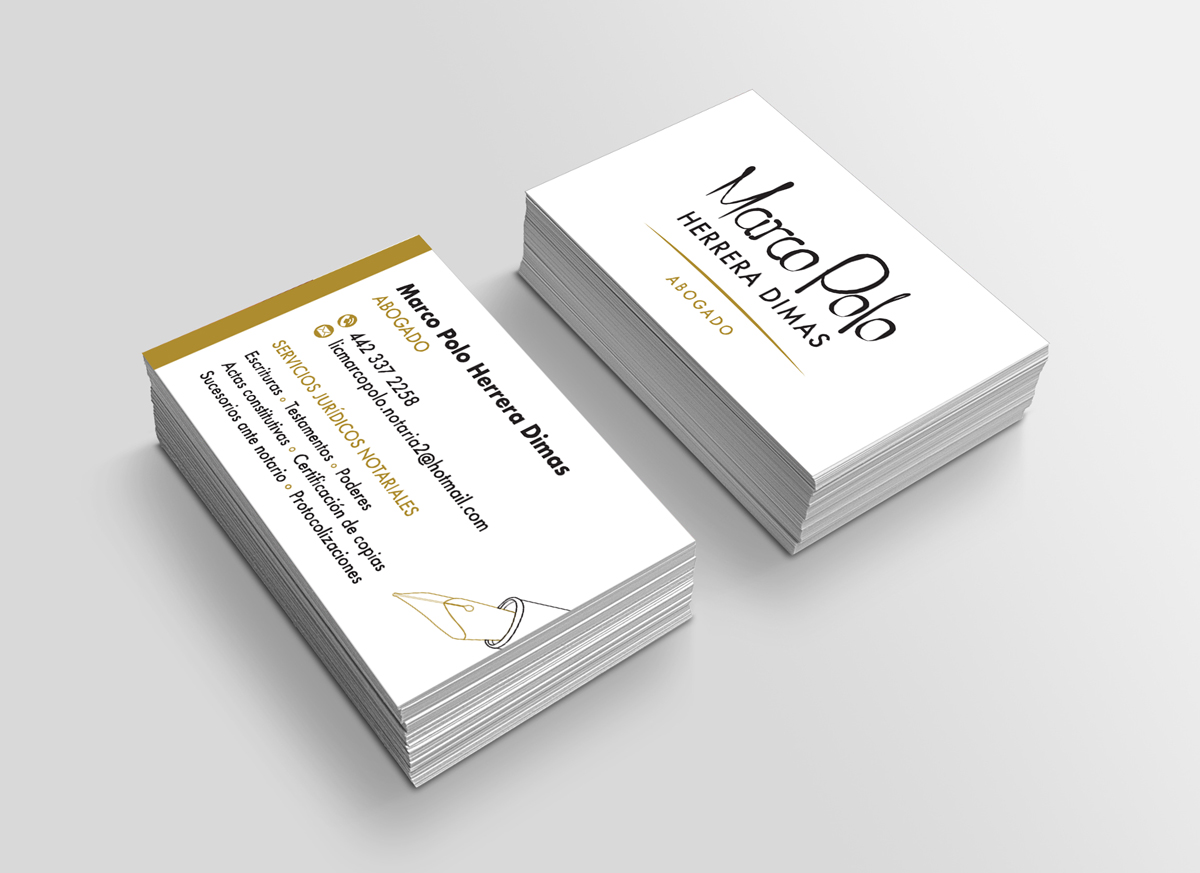 Marco Polo Herrera Dimas
ABOGADO
442 337 2258
licmarcopolo.notaria2@hotmail.com
SERVICIOS JURÍDICOS NOTARIALES
Escrituras o Testamentos o Poderes
Actas constitutivas o Certificación de copias
Sucesorios ante notario o Protocolizaciones
Marco Polo
HERRERA DIMAS
ABOGADO